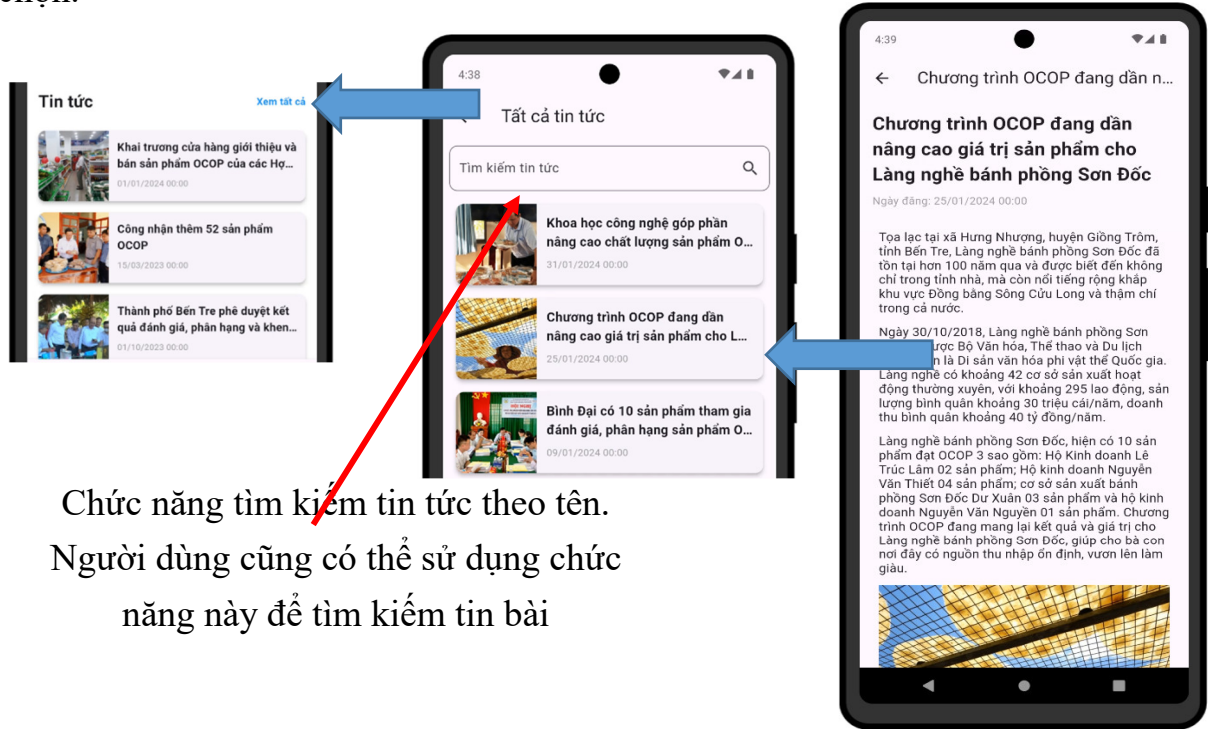 chọn.
Tin tức
Xem tất cả
Khai trương cửa hàng giới thiệu và
bán sản phẩm OCOP của các Hợ...
01/01/2024 00:00
Công nhận thêm 52 sản phẩm
OCOP
15/03/2023 00:00
Thành phố Bến Tre phê duyệt kết
quả đánh giá, phân hạng và khen...
01/10/2023 00:00
4:38
Tất cả tin tức
Tìm kiếm tin tức
Khoa học công nghệ góp phần
nâng cao chất lượng sản phẩm O...
31/01/2024 00:00
Chương trình OCOP đang dần
nâng cao giá trị sản phẩm cho L...
25/01/2024 00:00
Bình Đại có 10 sản phẩm tham gia
đánh giá, phân hạng sản phẩm O...
09/01/2024 00:00
Chức năng tìm kiếm tin tức theo tên.
Người dùng cũng có thể sử dụng chức
năng này để tìm kiếm tin bài
4:39
Chương trình OCOP đang dần n...
Chương trình OCOP đang dần
nâng cao giá trị sản phẩm cho
Làng nghề bánh phồng Sơn Đốc
Ngày đăng: 25/01/2024 00:00
Tọa lạc tại xã Hưng Nhượng, huyện Giồng Trôm,
tỉnh Bến Tre, Làng nghề bánh phồng Sơn Đốc đã
tồn tại hơn 100 năm qua và được biết đến không
chỉ trong tỉnh nhà, mà còn nổi tiếng rộng khắp
khu vực Đồng bằng Sông Cửu Long và thậm chí
trong cả nước.
Ngày 30/10/2018, Làng nghề bánh phồng Sơn
ược Bộ Văn hóa, Thể thao và Du lịch
n là Di sản văn hóa phi vật thể Quốc gia.
Làng nghề có khoảng 42 cơ sở sản xuất hoạt
động thường xuyên, với khoảng 295 lao động, sản
lượng bình quân khoảng 30 triệu cái/năm, doanh
thu bình quân khoảng 40 tỷ đồng/năm.
Làng nghề bánh phồng Sơn Đốc, hiện có 10 sản
phẩm đạt OCOP 3 sao gồm: Hộ Kinh doanh Lê
Trúc Lâm 02 sản phẩm; Hộ kinh doanh Nguyễn
Văn Thiết 04 sản phẩm; cơ sở sản xuất bánh
phồng Sơn Đốc Dư Xuân 03 sản phẩm và hộ kinh
doanh Nguyễn Văn Nguyền 01 sản phẩm. Chương
trình OCOP đang mang lại kết quả và giá trị cho
Làng nghề bánh phồng Sơn Đốc, giúp cho bà con
nơi đây có nguồn thu nhập ổn định, vươn lên làm
giàu.